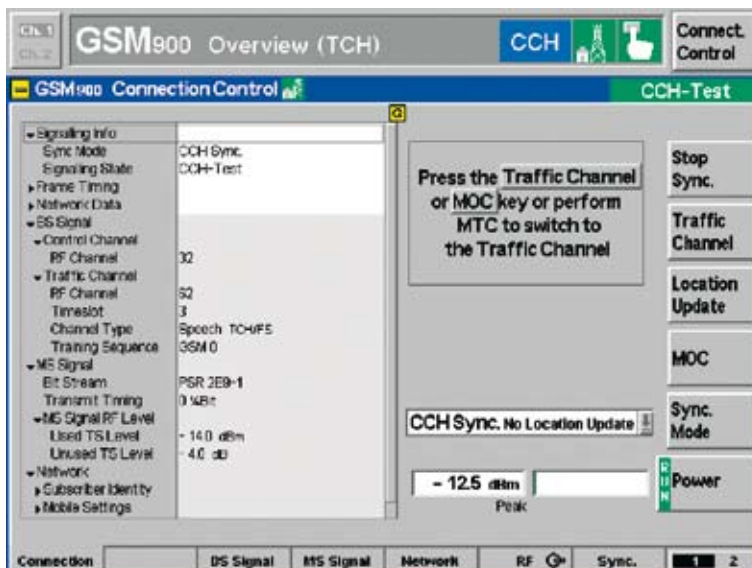 Ch. 1
Ch. 2
GSM900 Overview (TCH)
CCH
Connect. Control
GSM900 Connection Control
CCH-Test
G
Signaling Info
Sync Mode CCH Sync.
Signaling State CCH-Test
Frame Timing
Network Data
BS Signal
Control Channel
RF Channel 32
Traffic Channel
RF Channel 62
Timeslot 3
Channel Type Speech TCH/FS
Training Sequence GSM 0
MS Signal
Bit Stream PSR 2E9-1
Transmit Timing 0 ¼Bit
MS Signal RF Level
Used TS Level - 14.0 dBm
Unused TS Level - 4.0 dB
Network
Subscriber Identity
Mobile Settings
Press the Traffic Channel
or MOC key or perform
MTC to switch to
the Traffic Channel
CCH Sync. No Location Update
- 12.5 dBm
Peak
Stop
Sync.
Traffic
Channel
Location
Update
MOC
Sync.
Mode
RUN
Power
Connection BS Signal MS Signal Network RF Sync. 1 2